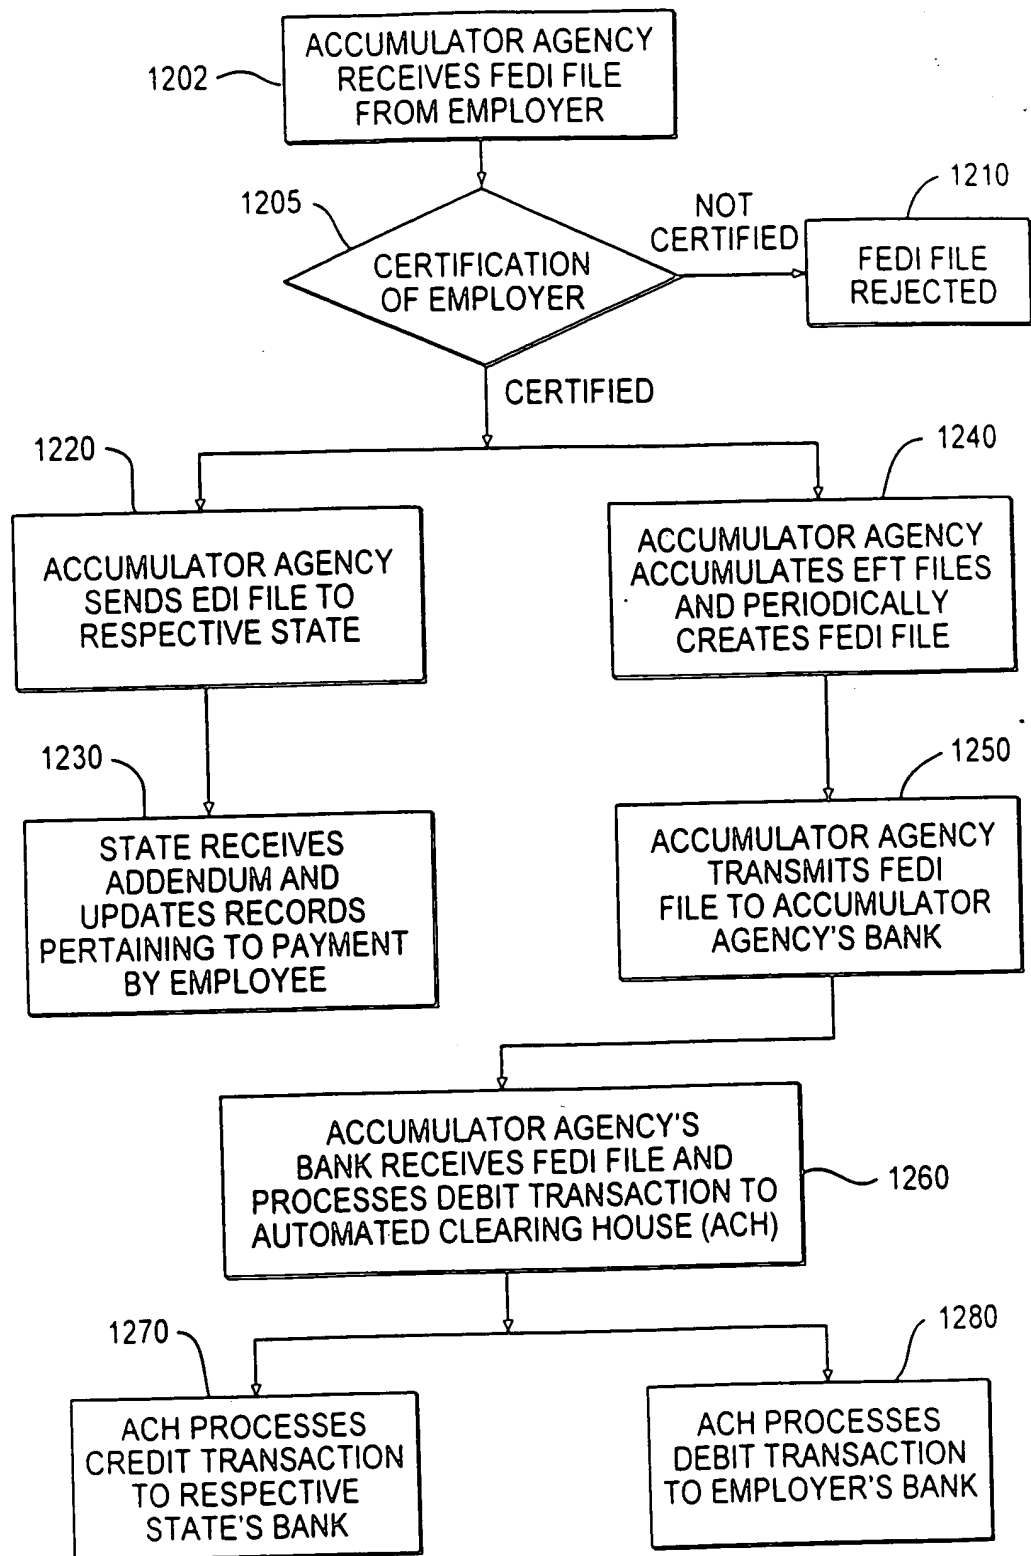 1202
ACCUMULATOR AGENCY
RECEIVES FEDI FILE
FROM EMPLOYER
1205
CERTIFICATION
OF EMPLOYER
NOT
CERTIFIED
1210
FEDI FILE
REJECTED
CERTIFIED
1220
ACCUMULATOR AGENCY
SENDS EDI FILE TO
RESPECTIVE STATE
1240
ACCUMULATOR AGENCY
ACCUMULATES EFT FILES
AND PERIODICALLY
CREATES FEDI FILE
1230
STATE RECEIVES
ADDENDUM AND
UPDATES RECORDS
PERTAINING TO PAYMENT
BY EMPLOYEE
1250
ACCUMULATOR AGENCY
TRANSMITS FEDI
FILE TO ACCUMULATOR
AGENCY'S BANK
ACCUMULATOR AGENCY'S
BANK RECEIVES FEDI FILE AND
PROCESSES DEBIT TRANSACTION TO
AUTOMATED CLEARING HOUSE (ACH)
1260
1270
ACH PROCESSES
CREDIT TRANSACTION
TO RESPECTIVE
STATE'S BANK
1280
ACH PROCESSES
DEBIT TRANSACTION
TO EMPLOYER'S BANK